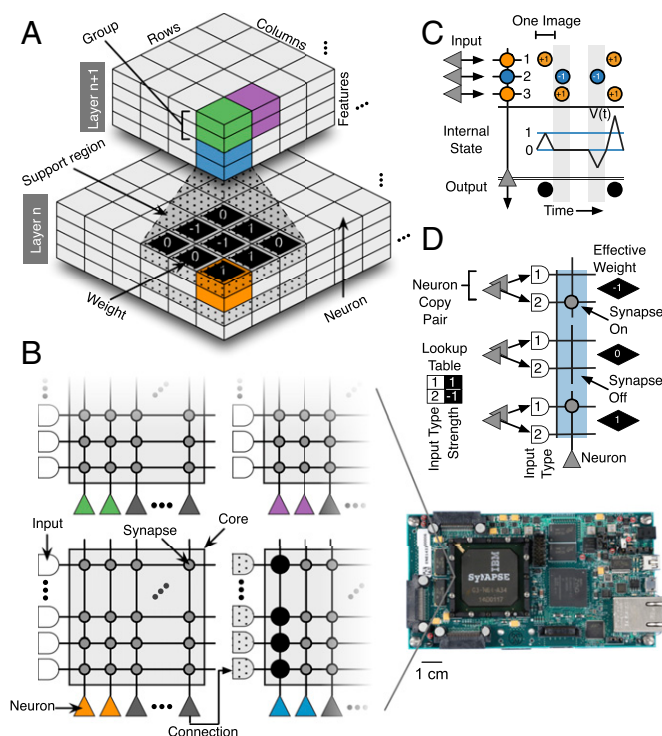 A
Group
Rows
Columns
Layer n+1
Features
Support region
Layer n
0
-1 1
0 -1 0
0 1
1
Weight
Neuron
B
Input
Synapse
Core
Neuron
Connection
C
One Image
Input
1 +1
2 -1 -1
3 +1 +1
V(t)
Internal
State
1
0
Output
Time
D
Effective
Weight
Neuron
Copy
Pair
1
2
-1
Synapse
On
Lookup
Table
1 1
2 -1
Input Type
Strength
1
2
0
Synapse
Off
1
2
1
Input
Type
Neuron
IBM
SyNAPSE
1 cm